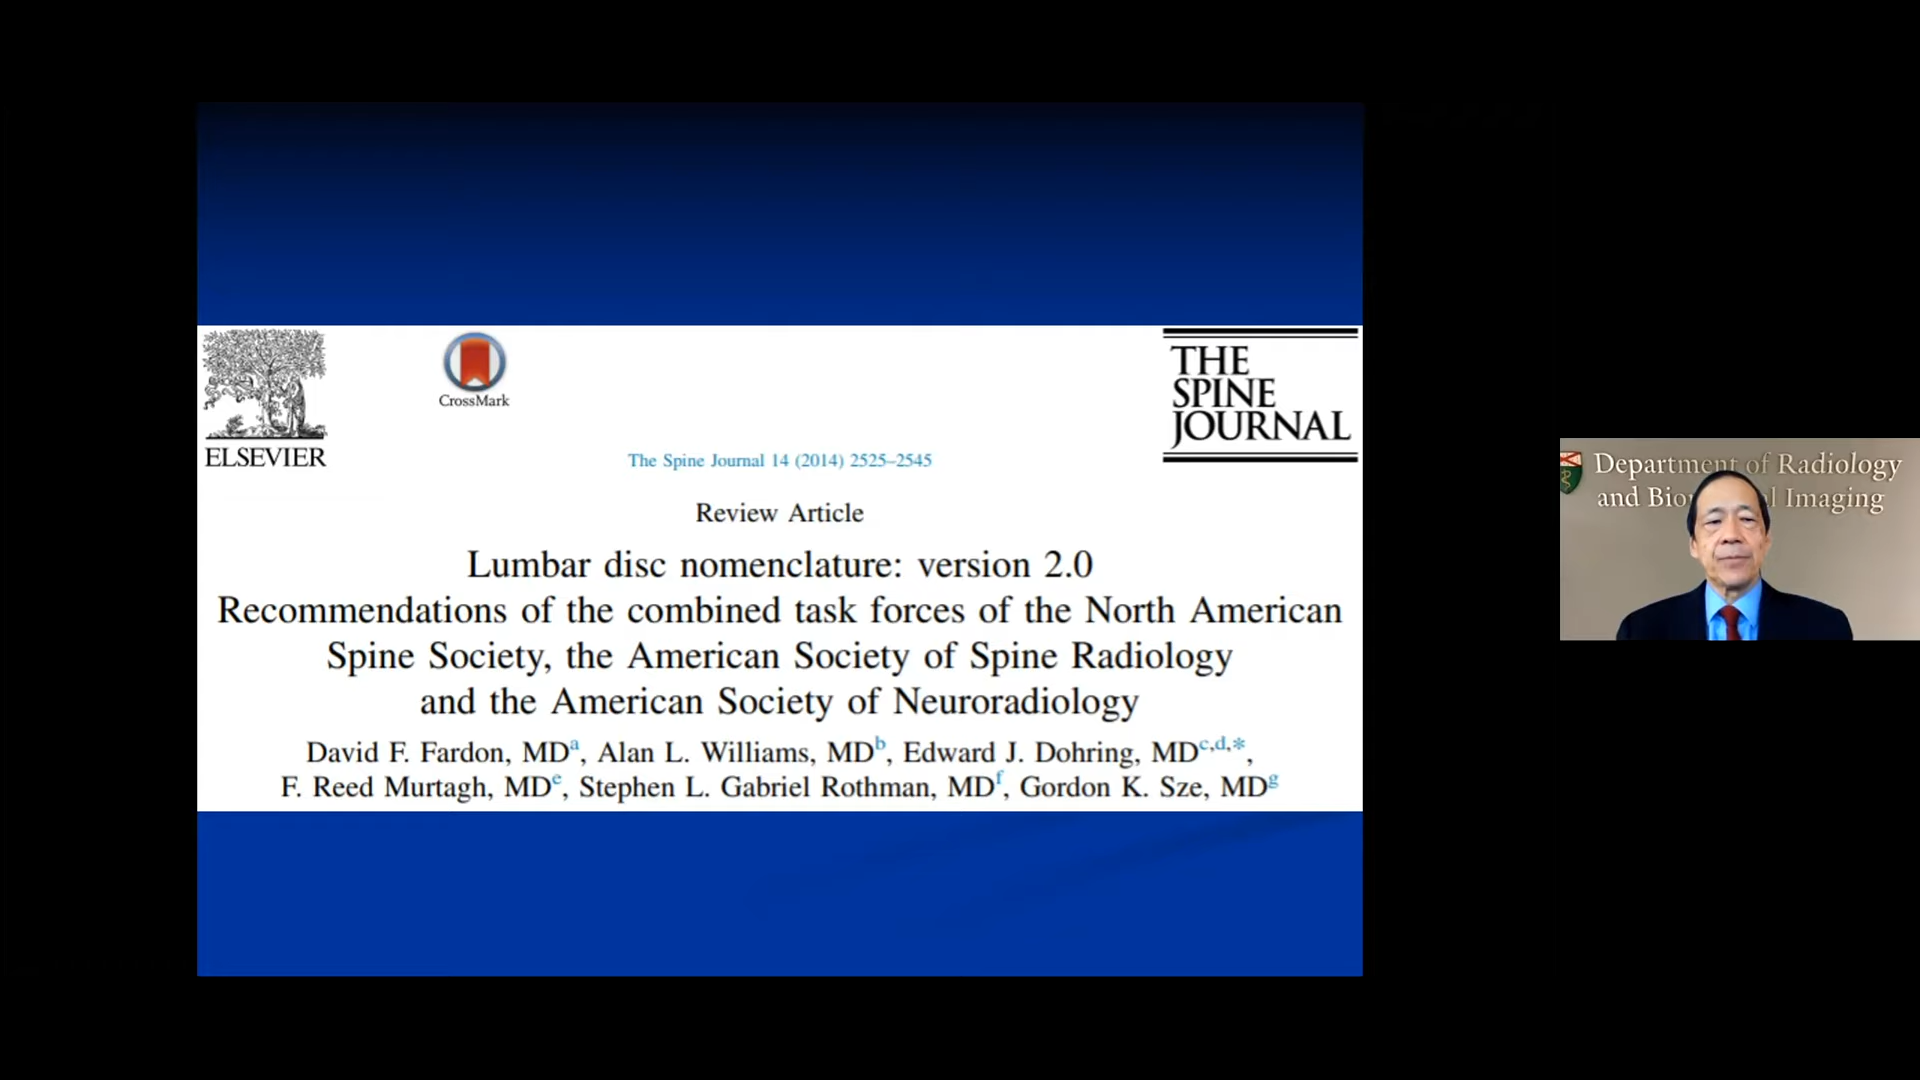 ELSEVIER
CrossMark
THE
SPINE
JOURNAL
The Spine Journal 14 (2014) 2525–2545
Review Article
Lumbar disc nomenclature: version 2.0
Recommendations of the combined task forces of the North American
Spine Society, the American Society of Spine Radiology
and the American Society of Neuroradiology
David F. Fardon, MDa, Alan L. Williams, MDb, Edward J. Dohring, MDc,d,*,
F. Reed Murtagh, MDe, Stephen L. Gabriel Rothman, MDf, Gordon K. Sze, MDg
Department of Radiology
and Bio l Imaging